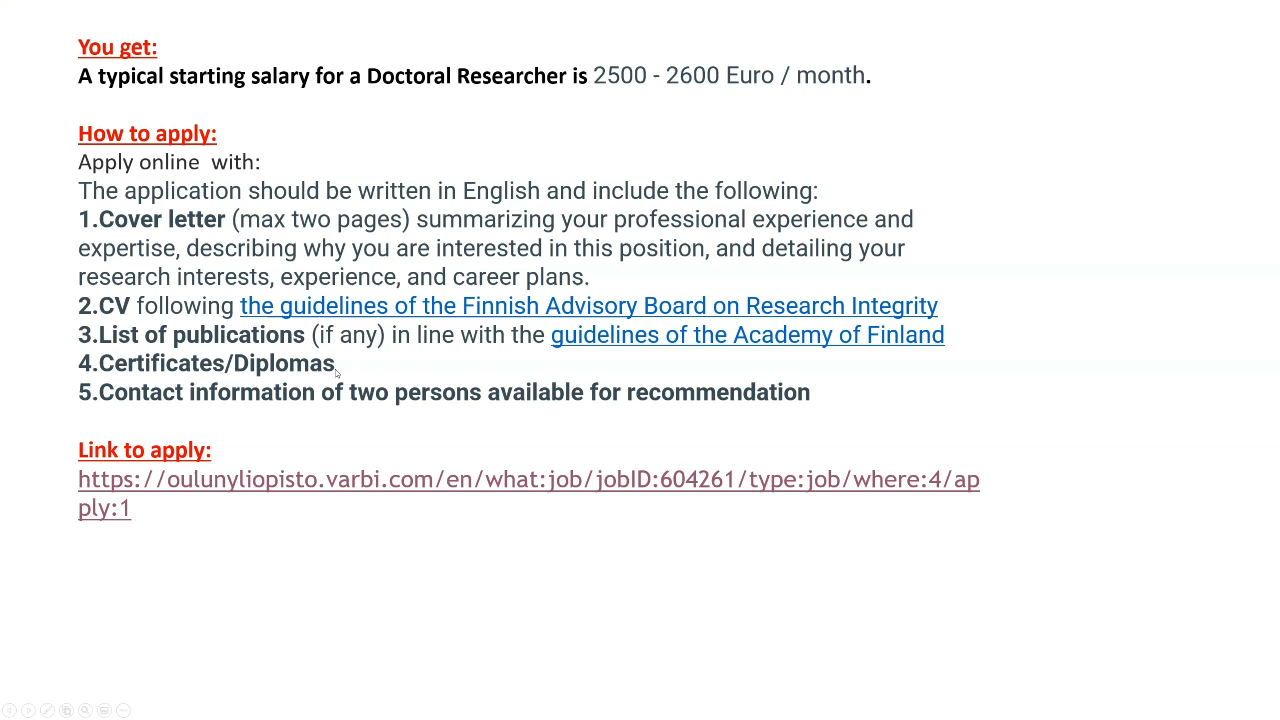 You get:
A typical starting salary for a Doctoral Researcher is 2500 - 2600 Euro / month.
How to apply:
Apply online  with:
The application should be written in English and include the following:
1.Cover letter (max two pages) summarizing your professional experience and
expertise, describing why you are interested in this position, and detailing your
research interests, experience, and career plans.
2.CV following the guidelines of the Finnish Advisory Board on Research Integrity
3.List of publications (if any) in line with the guidelines of the Academy of Finland
4.Certificates/Diplomas
5.Contact information of two persons available for recommendation
Link to apply:
https://oulunyliopisto.varbi.com/en/what:job/jobID:604261/type:job/where:4/ap
ply:1